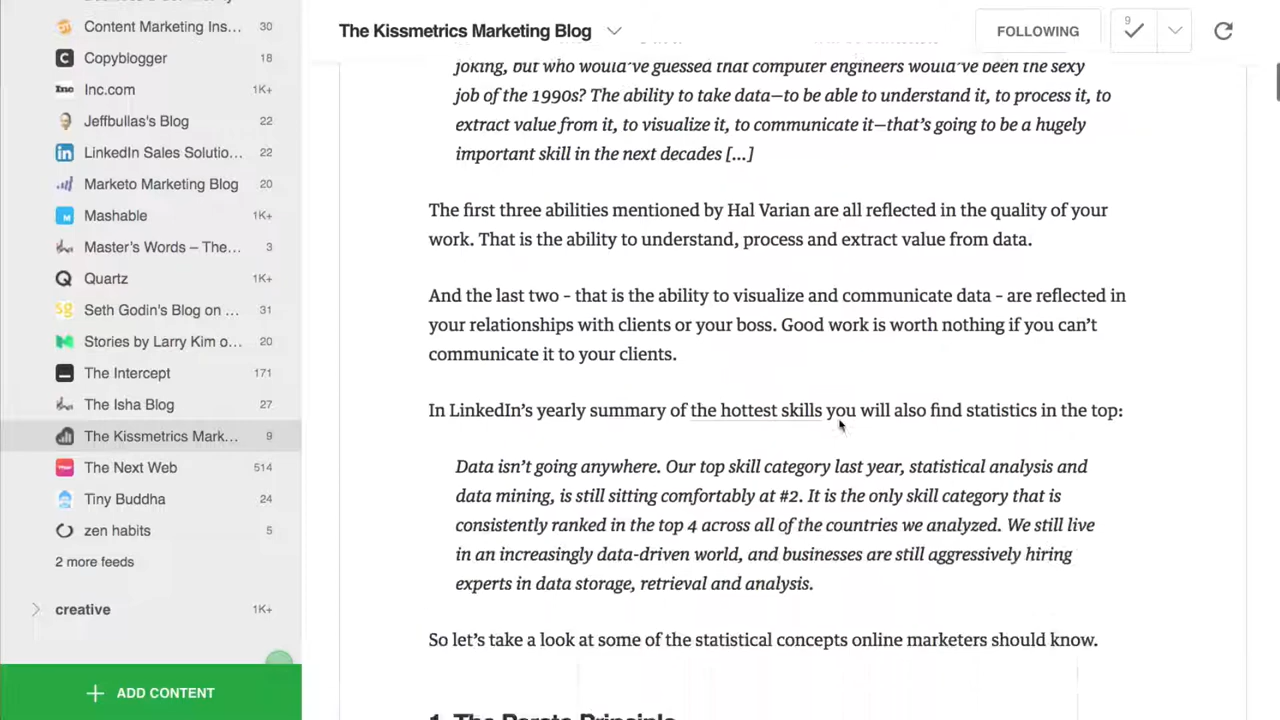 Content Marketing Ins... 30
Copyblogger 18
Inc Inc.com 1K+
Jeffbullas's Blog 22
in LinkedIn Sales Solutio... 22
Marketo Marketing Blog 20
Mashable 1K+
Master's Words – The... 3
Quartz 1K+
sg Seth Godin's Blog on ... 31
Stories by Larry Kim o... 20
The Intercept 171
The Isha Blog 27
The Kissmetrics Mark... 9
The Next Web 514
Tiny Buddha 24
zen habits 5
2 more feeds
creative 1K+
+ ADD CONTENT
The Kissmetrics Marketing Blog
FOLLOWING
9
joking, but who would've guessed that computer engineers would've been the sexy
job of the 1990s? The ability to take data—to be able to understand it, to process it, to
extract value from it, to visualize it, to communicate it—that's going to be a hugely
important skill in the next decades [...]
The first three abilities mentioned by Hal Varian are all reflected in the quality of your
work. That is the ability to understand, process and extract value from data.
And the last two – that is the ability to visualize and communicate data – are reflected in
your relationships with clients or your boss. Good work is worth nothing if you can't
communicate it to your clients.
In LinkedIn's yearly summary of the hottest skills you will also find statistics in the top:
Data isn't going anywhere. Our top skill category last year, statistical analysis and
data mining, is still sitting comfortably at #2. It is the only skill category that is
consistently ranked in the top 4 across all of the countries we analyzed. We still live
in an increasingly data-driven world, and businesses are still aggressively hiring
experts in data storage, retrieval and analysis.
So let's take a look at some of the statistical concepts online marketers should know.
1. The Pareto Principle